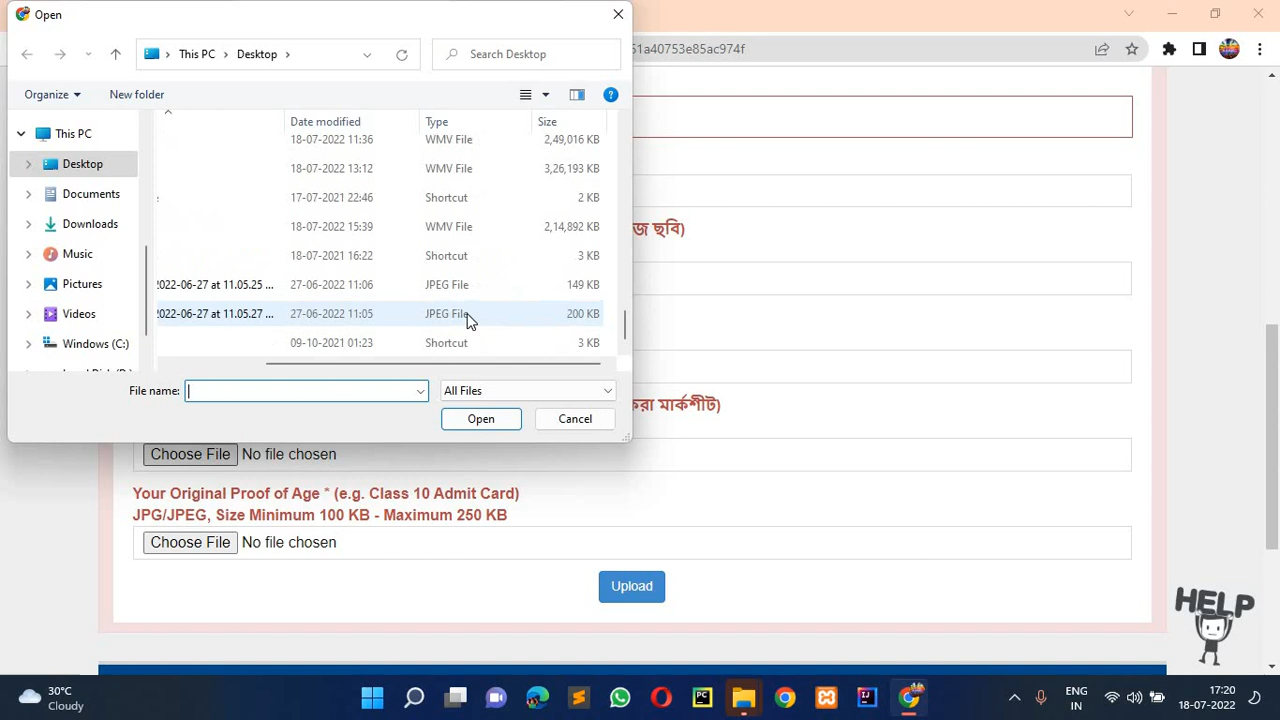 Open
This PC
Desktop
Search Desktop
61a40753e85ac974f
Organize
New folder
This PC
Desktop
Documents
Downloads
Music
Pictures
Videos
Windows (C:)
Date modified Type Size
18-07-2022 11:36 WMV File 2,49,016 KB
18-07-2022 13:12 WMV File 3,26,193 KB
17-07-2021 22:46 Shortcut 2 KB
18-07-2022 15:39 WMV File 2,14,892 KB
18-07-2021 16:22 Shortcut 3 KB
2022-06-27 at 11.05.25 ... 27-06-2022 11:06 JPEG File 149 KB
2022-06-27 at 11.05.27 ... 27-06-2022 11:05 JPEG File 200 KB
09-10-2021 01:23 Shortcut 3 KB
File name:
All Files
Open
Cancel
জ ছবি)
করা মার্কশীট)
Choose File No file chosen
Your Original Proof of Age * (e.g. Class 10 Admit Card)
JPG/JPEG, Size Minimum 100 KB - Maximum 250 KB
Choose File No file chosen
Upload
HELP
30°C
Cloudy
ENG
IN
17:20
18-07-2022